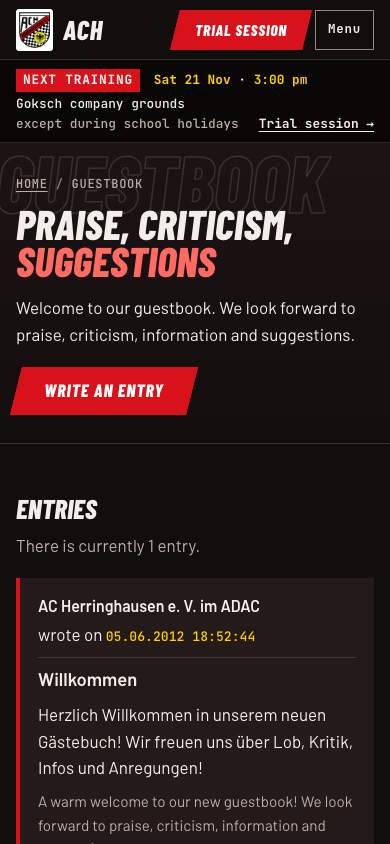 ACH
TRIAL SESSION
Menu
NEXT TRAINING Sat 21 Nov · 3:00 pm
Goksch company grounds
except during school holidays Trial session →
GUESTBOOK
HOME / GUESTBOOK
PRAISE, CRITICISM,
SUGGESTIONS
Welcome to our guestbook. We look forward to
praise, criticism, information and suggestions.
WRITE AN ENTRY
ENTRIES
There is currently 1 entry.
AC Herringhausen e. V. im ADAC
wrote on 05.06.2012 18:52:44
Willkommen
Herzlich Willkommen in unserem neuen
Gästebuch! Wir freuen uns über Lob, Kritik,
Infos und Anregungen!
A warm welcome to our new guestbook! We look
forward to praise, criticism, information and